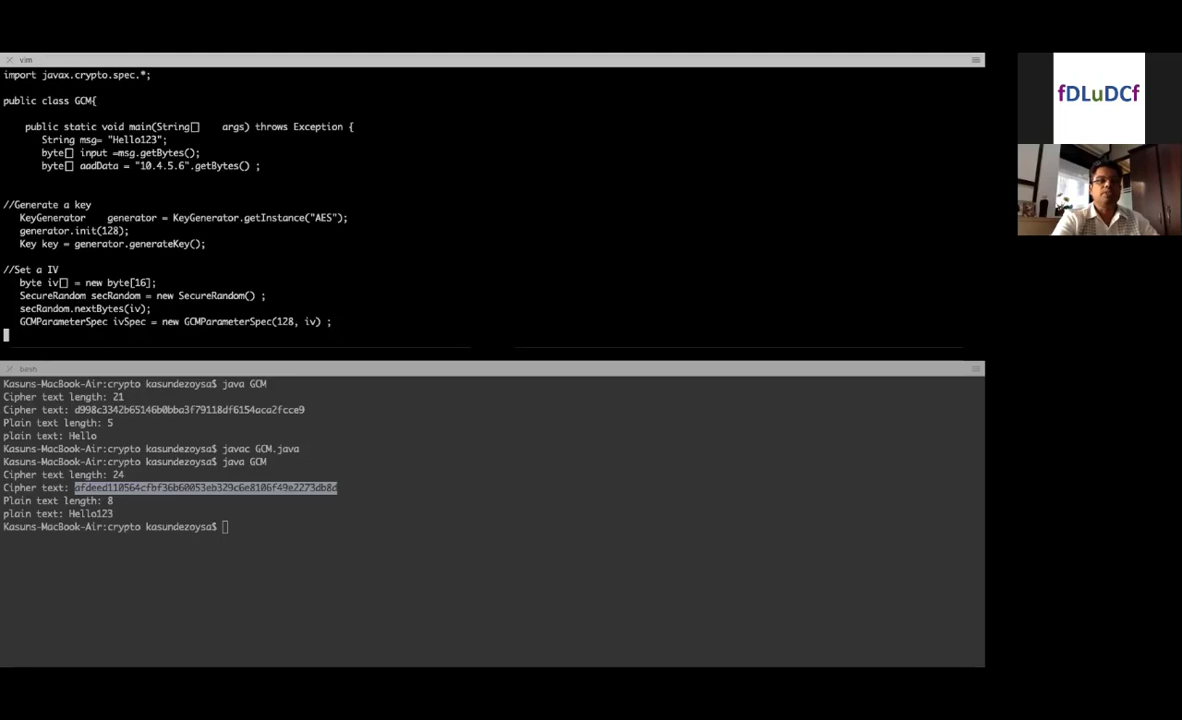 vim
import javax.crypto.spec.*;
public class GCM{
public static void main(String[] args) throws Exception {
String msg= "Hello123";
byte[] input =msg.getBytes();
byte[] aadData = "10.4.5.6".getBytes() ;
//Generate a key
KeyGenerator generator = KeyGenerator.getInstance("AES");
generator.init(128);
Key key = generator.generateKey();
//Set a IV
byte iv[] = new byte[16];
SecureRandom secRandom = new SecureRandom() ;
secRandom.nextBytes(iv);
GCMParameterSpec ivSpec = new GCMParameterSpec(128, iv) ;
bash
Kasuns-MacBook-Air:crypto kasundezoysa$ java GCM
Cipher text length: 21
Cipher text: d998c3342b65146b0bba3f79118df6154aca2fcce9
Plain text length: 5
plain text: Hello
Kasuns-MacBook-Air:crypto kasundezoysa$ javac GCM.java
Kasuns-MacBook-Air:crypto kasundezoysa$ java GCM
Cipher text length: 24
Cipher text: afdeed110564cfbf36b60053eb329c6e8106f49e2273db8d
Plain text length: 8
plain text: Hello123
Kasuns-MacBook-Air:crypto kasundezoysa$
fDLuDCf